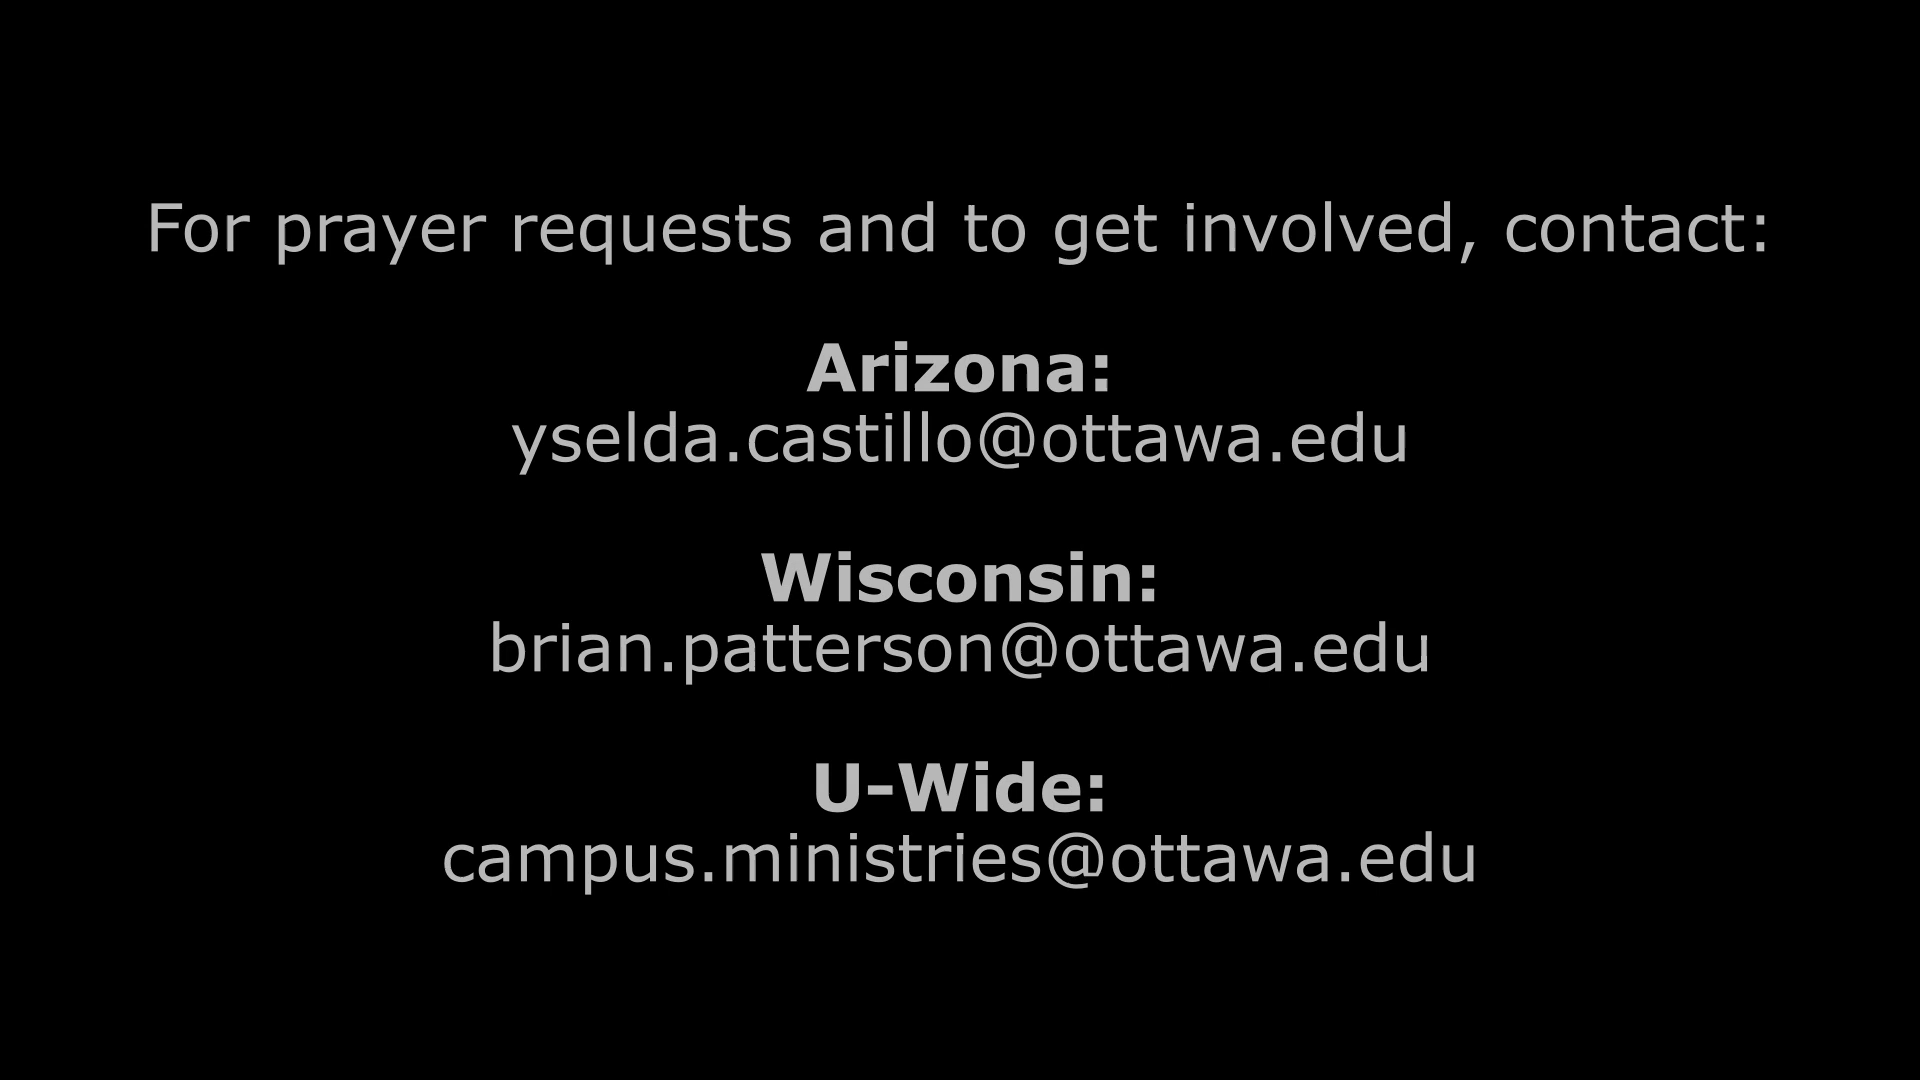 For prayer requests and to get involved, contact:
Arizona:
yselda.castillo@ottawa.edu
Wisconsin:
brian.patterson@ottawa.edu
U–Wide:
campus.ministries@ottawa.edu